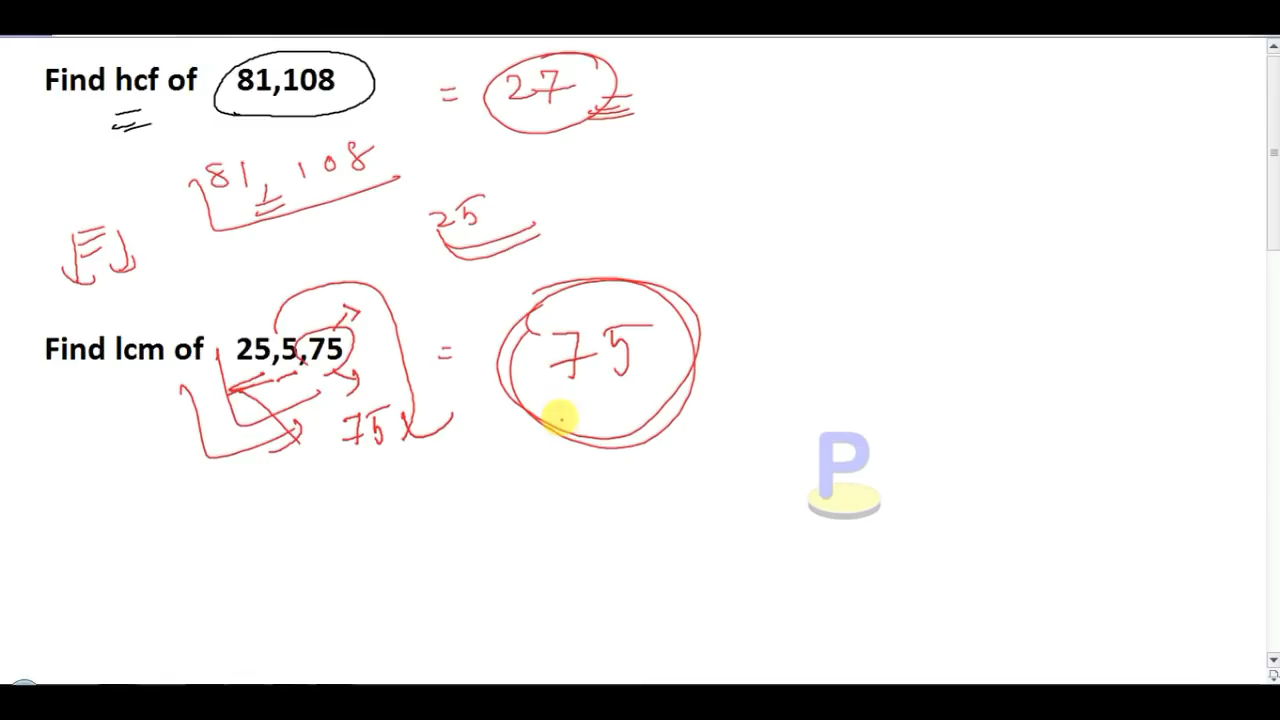 Find hcf of 81,108 = 27
81, 108
25
Find lcm of 25,5,75 = 75
75
P